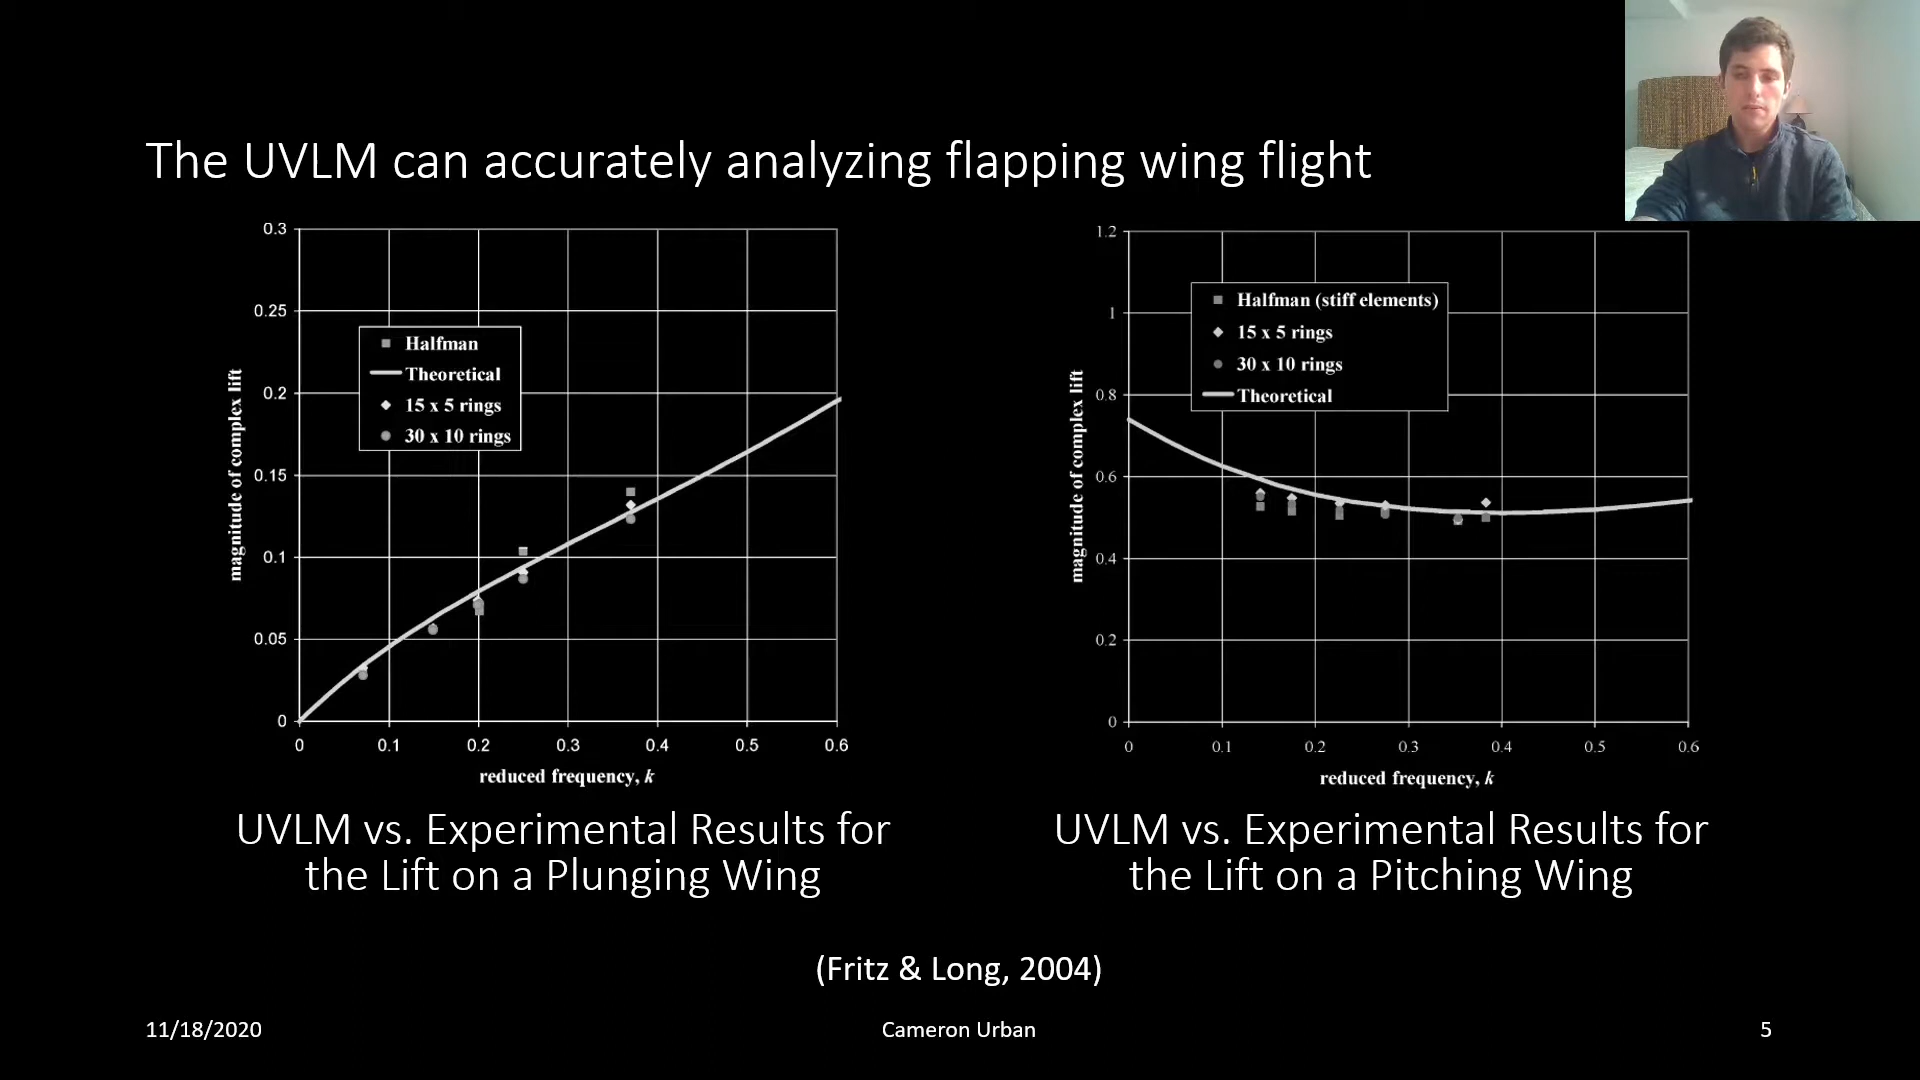 The UVLM can accurately analyzing flapping wing flight
0.3
0.25
0.2
0.15
0.1
0.05
0
magnitude of complex lift
Halfman
Theoretical
15 x 5 rings
30 x 10 rings
0 0.1 0.2 0.3 0.4 0.5 0.6
reduced frequency, k
UVLM vs. Experimental Results for
the Lift on a Plunging Wing
1.2
1
0.8
0.6
0.4
0.2
0
magnitude of complex lift
Halfman (stiff elements)
15 x 5 rings
30 x 10 rings
Theoretical
0 0.1 0.2 0.3 0.4 0.5 0.6
reduced frequency, k
UVLM vs. Experimental Results for
the Lift on a Pitching Wing
(Fritz & Long, 2004)
11/18/2020
Cameron Urban
5